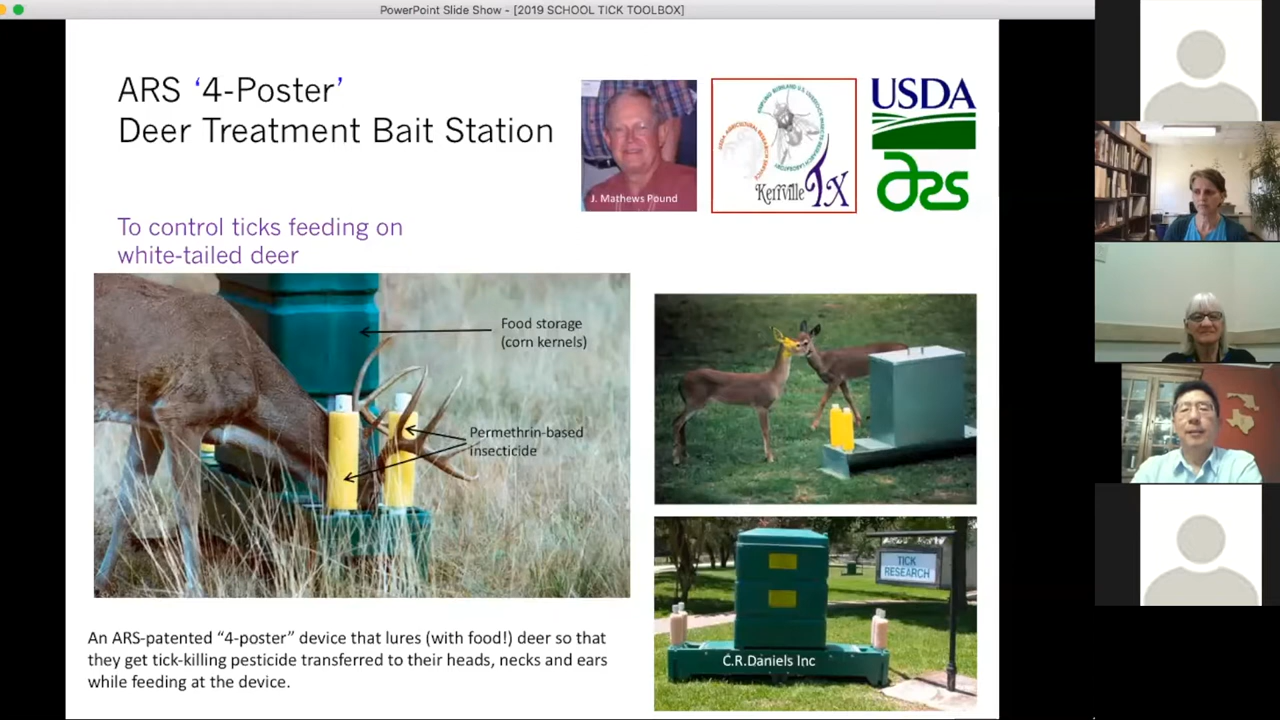 PowerPoint Slide Show - [2019 SCHOOL TICK TOOLBOX]
ARS ‘4-Poster’
Deer Treatment Bait Station
J. Mathews Pound
Kerrville TX
USDA
ars
To control ticks feeding on
white-tailed deer
Food storage
(corn kernels)
Permethrin-based
insecticide
TICK
RESEARCH
C.R.Daniels Inc
An ARS-patented “4-poster” device that lures (with food!) deer so that
they get tick-killing pesticide transferred to their heads, necks and ears
while feeding at the device.